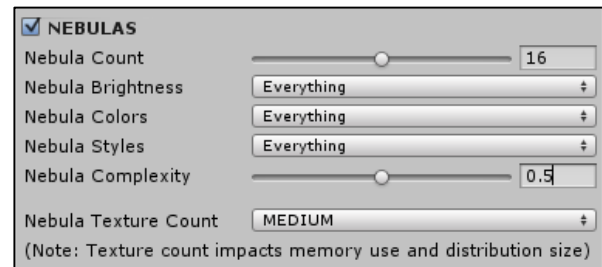 NEBULAS
Nebula Count 16
Nebula Brightness Everything
Nebula Colors Everything
Nebula Styles Everything
Nebula Complexity 0.5
Nebula Texture Count MEDIUM
(Note: Texture count impacts memory use and distribution size)